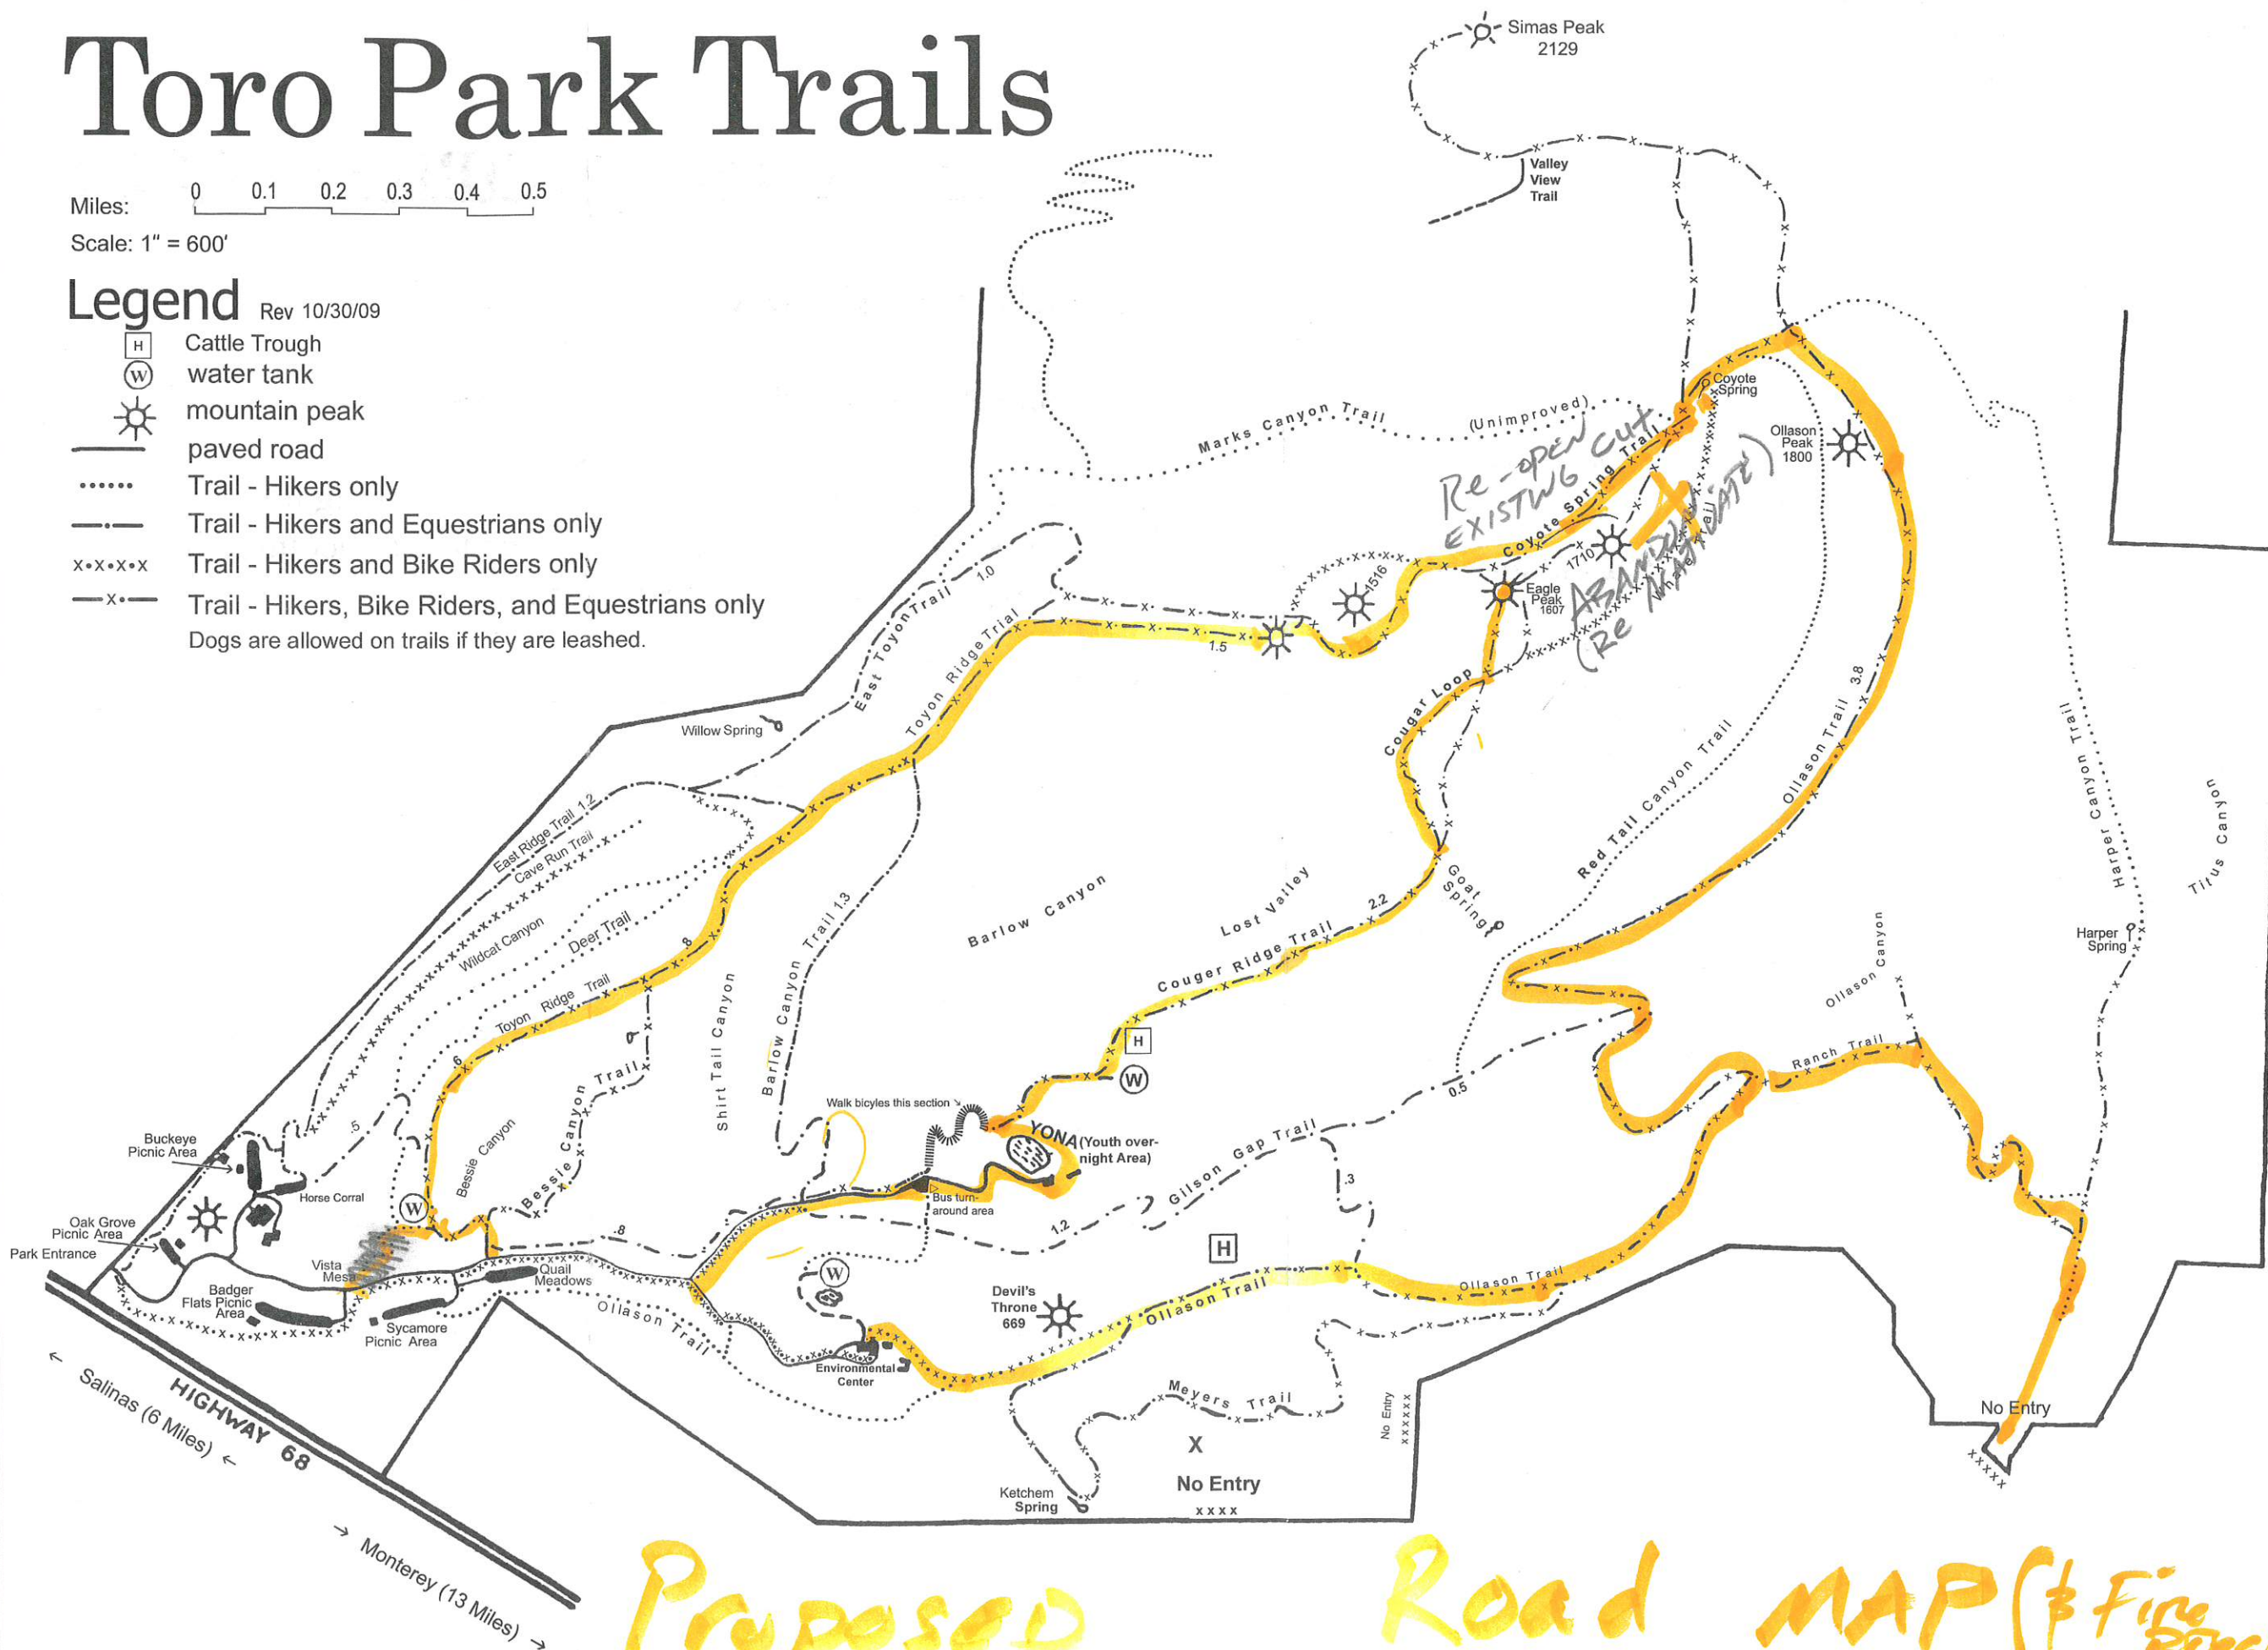 Toro Park Trails
Miles: 0 0.1 0.2 0.3 0.4 0.5
Scale: 1" = 600'
Legend Rev 10/30/09
H Cattle Trough
W water tank
mountain peak
paved road
Trail - Hikers only
Trail - Hikers and Equestrians only
x•x•x•x Trail - Hikers and Bike Riders only
x Trail - Hikers, Bike Riders, and Equestrians only
Dogs are allowed on trails if they are leashed.
Simas Peak
2129
Valley
View
Trail
Coyote
Spring
Marks Canyon Trail (Unimproved)
Re-open
EXISTING CUT
Coyote Spring Trail
Ollason
Peak
1800
1710
1516
Eagle
Peak
1607
ABANDON
(Re
East Toyon Trail 1.0
Toyon Ridge Trial
1.5
Willow Spring
Cougar Loop
Ollason Trail 3.8
Red Tail Canyon Trail
Harper Canyon Trail
Titus Canyon
East Ridge Trail 1.2
Cave Run Trail
Wildcat Canyon
Deer Trail
Toyon Ridge Trail .8
.6
Barlow Canyon Trail 1.3
Shirt Tail Canyon
Barlow Canyon
Lost Valley
Couger Ridge Trail 2.2
Goat
Spring
Ollason Canyon
Harper
Spring
Ranch Trail
H
W
Walk bicyles this section
YONA (Youth over-
night Area)
Gilson Gap Trail
0.5
.3
1.2
Bus turn-
around area
Bessie Canyon
Bessie Canyon Trail
.5
.8
Buckeye
Picnic Area
Horse Corral
W
Oak Grove
Picnic Area
Park Entrance
Vista
Mesa
Badger
Flats Picnic
Area
Quail
Meadows
Sycamore
Picnic Area
Ollason Trail
W
Environmental
Center
Devil's
Throne
669
H
Ollason Trail
Ollason Trail
Meyers Trail
No Entry
xxxxxx
X
No Entry
xxxx
Ketchem
Spring
No Entry
xxxxx
← Salinas (6 Miles) ←
HIGHWAY 68
→ Monterey (13 Miles) →
Proposed Road MAP (& Fire